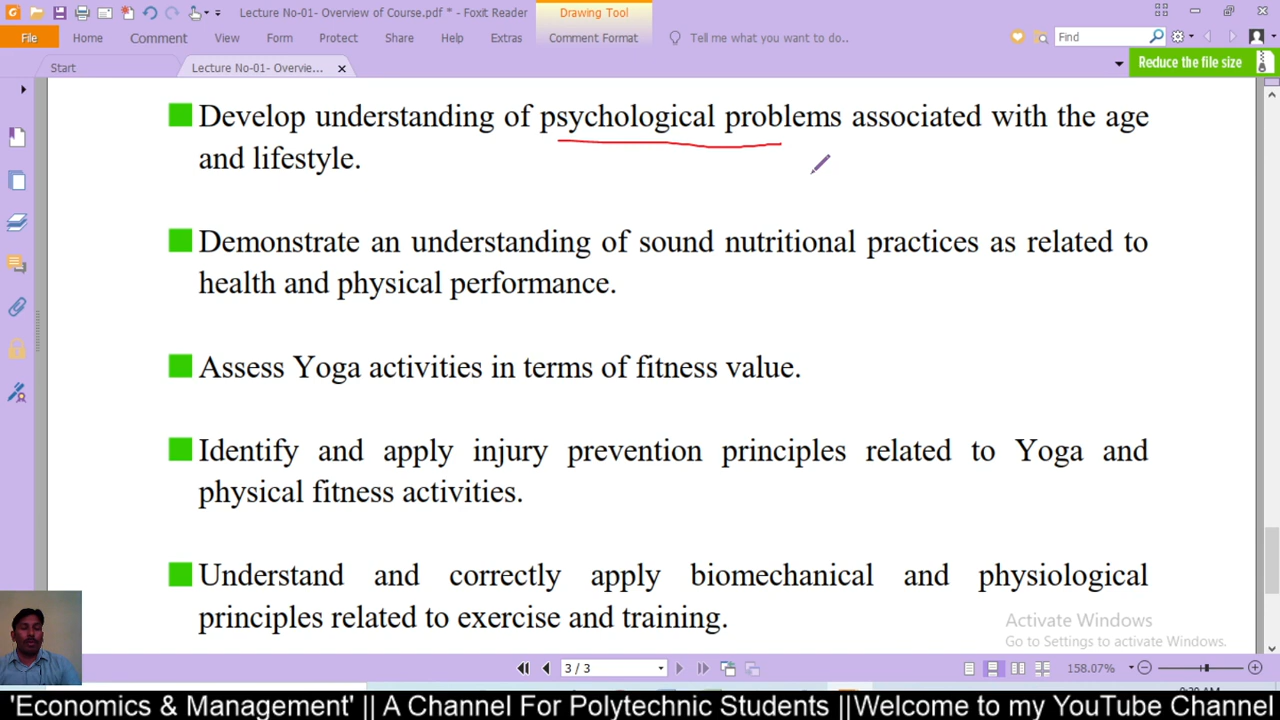 Lecture No-01- Overview of Course.pdf * - Foxit Reader
Drawing Tool
File Home Comment View Form Protect Share Help Extras Comment Format Tell me what you want to do.. Find
Start Lecture No-01- Overvie... Reduce the file size
Develop understanding of psychological problems associated with the age
and lifestyle.
Demonstrate an understanding of sound nutritional practices as related to
health and physical performance.
Assess Yoga activities in terms of fitness value.
Identify and apply injury prevention principles related to Yoga and
physical fitness activities.
Understand and correctly apply biomechanical and physiological
principles related to exercise and training.
Activate Windows
Go to Settings to activate Windows.
3 / 3 158.07%
'Economics & Management' || A Channel For Polytechnic Students ||Welcome to my YouTube Channel